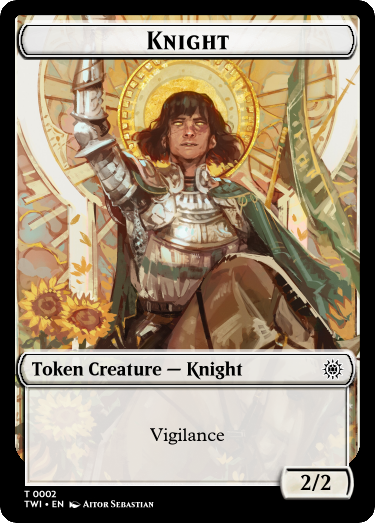 Knight
Token Creature — Knight
Vigilance
2/2
T 0002
TWI • EN Aitor Sebastian